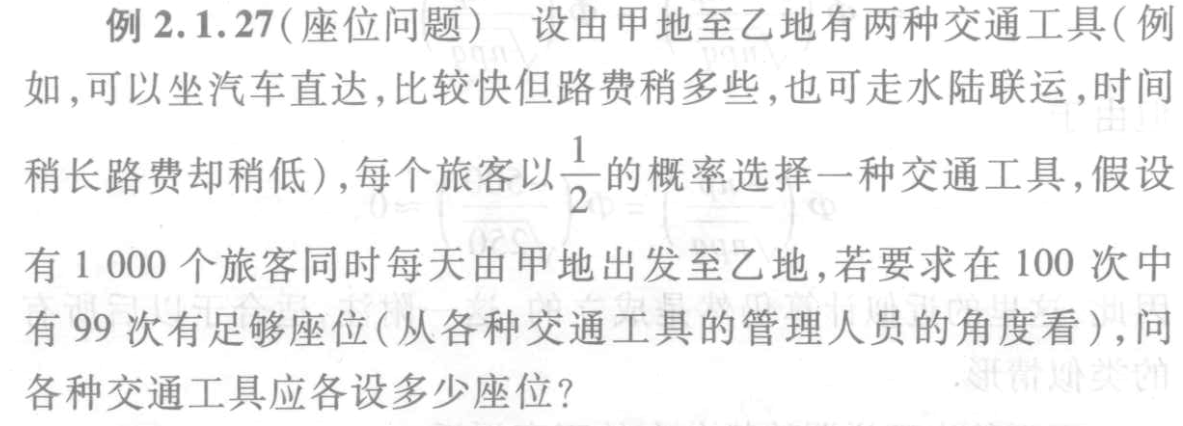 例 2.1.27(座位问题) 设由甲地至乙地有两种交通工具(例
如,可以坐汽车直达,比较快但路费稍多些,也可走水陆联运,时间
稍长路费却稍低),每个旅客以1/2的概率选择一种交通工具,假设
有 1 000 个旅客同时每天由甲地出发至乙地,若要求在 100 次中
有 99 次有足够座位(从各种交通工具的管理人员的角度看),问
各种交通工具应各设多少座位?